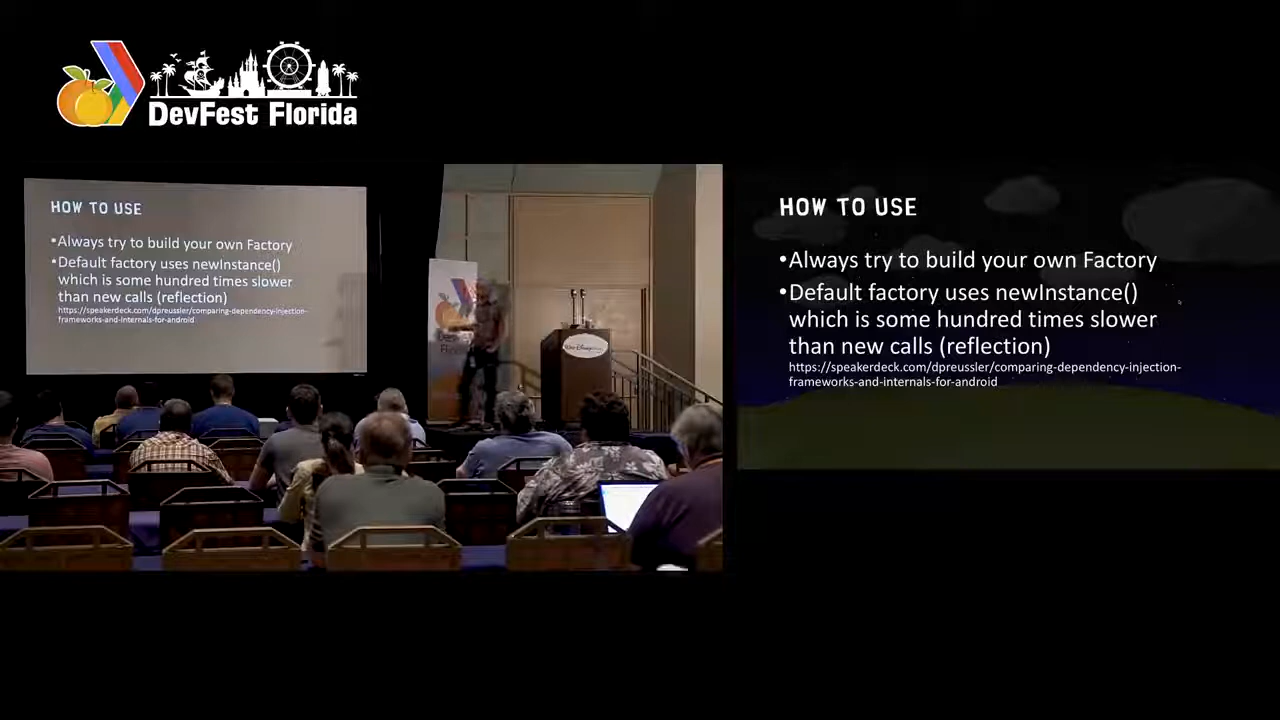 DevFest Florida
HOW TO USE
•Always try to build your own Factory
•Default factory uses newInstance()
which is some hundred times slower
than new calls (reflection)
https://speakerdeck.com/dpreussler/comparing-dependency-injection-
frameworks-and-internals-for-android
HOW TO USE
•Always try to build your own Factory
•Default factory uses newInstance()
which is some hundred times slower
than new calls (reflection)
https://speakerdeck.com/dpreussler/comparing-dependency-injection-
frameworks-and-internals-for-android